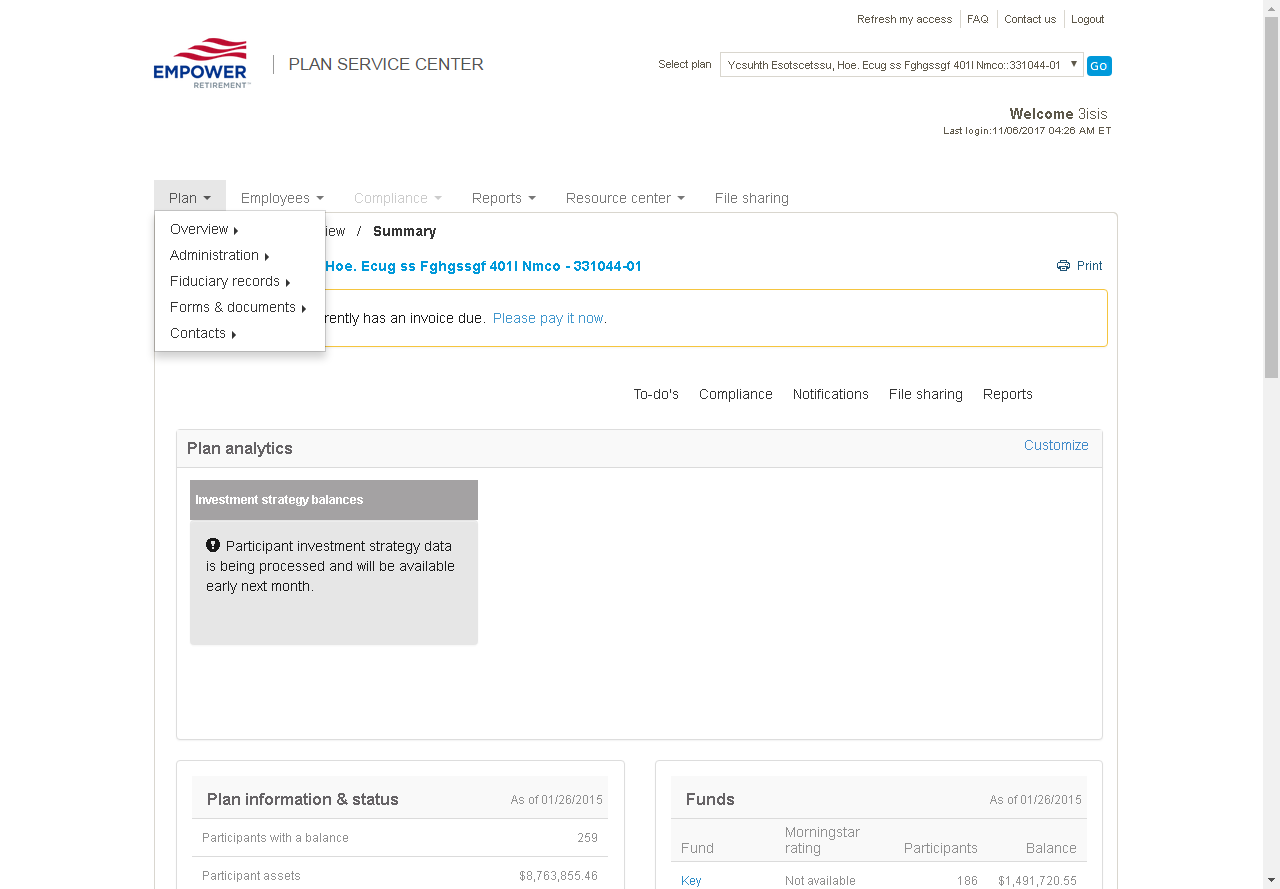 Refresh my access FAQ Contact us Logout
EMPOWER
RETIREMENT
PLAN SERVICE CENTER
Select plan Ycsuhth Esotscetssu, Hoe. Ecug ss Fghgssgf 401l Nmco::331044-01 Go
Welcome 3isis
Last login:11/06/2017 04:26 AM ET
Plan Employees Compliance Reports Resource center File sharing
Overview
Administration
Fiduciary records
Forms & documents
Contacts
iew / Summary
Hoe. Ecug ss Fghgssgf 401l Nmco - 331044-01
Print
rently has an invoice due. Please pay it now.
To-do's Compliance Notifications File sharing Reports
Plan analytics Customize
Investment strategy balances
Participant investment strategy data
is being processed and will be available
early next month.
Plan information & status As of 01/26/2015
Participants with a balance 259
Participant assets $8,763,855.46
Funds As of 01/26/2015
Fund Morningstar rating Participants Balance
Key Not available 186 $1,491,720.55